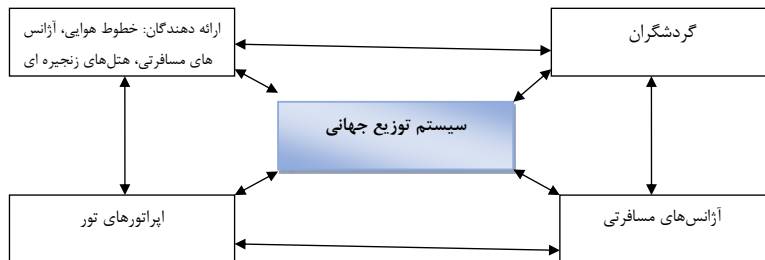 گردشگران
ارائه دهندگان: خطوط هوایی، آژانس
های مسافرتی، هتل‌های زنجیره ای
سیستم توزیع جهانی
آژانس‌های مسافرتی
اپراتورهای تور